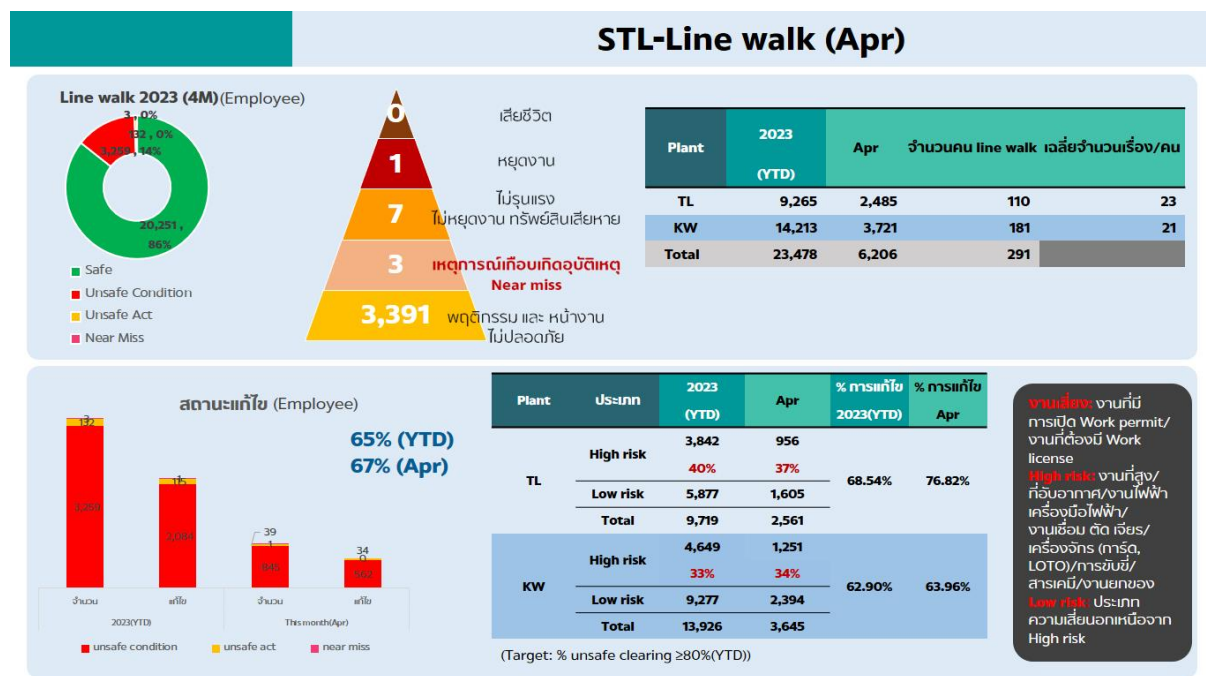 STL-Line walk (Apr)
Line walk 2023 (4M)(Employee)
3 , 0%
132 , 0%
3,259 , 14%
20,251 ,
86%
Safe
Unsafe Condition
Unsafe Act
Near Miss
0
เสียชีวิต
1
หยุดงาน
7
ไม่รุนแรง
ไม่หยุดงาน ทรัพย์สินเสียหาย
3
เหตุการณ์เกือบเกิดอุบัติเหตุ
Near miss
3,391
พฤติกรรม และ หน้างาน
ไม่ปลอดภัย
Plant 2023 (YTD) Apr จำนวนคน line walk เฉลี่ยจำนวนเรื่อง/คน
TL 9,265 2,485 110 23
KW 14,213 3,721 181 21
Total 23,478 6,206 291
สถานะแก้ไข (Employee)
65% (YTD)
67% (Apr)
3
132
3,259
1
115
2,084
39
1
845
34
0
562
จำนวน แก้ไข จำนวน แก้ไข
2023(YTD) This month(Apr)
unsafe condition unsafe act near miss
Plant ประเภท 2023 (YTD) Apr % การแก้ไข 2023(YTD) % การแก้ไข Apr
TL High risk 3,842 956 68.54% 76.82%
40% 37%
Low risk 5,877 1,605
Total 9,719 2,561
KW High risk 4,649 1,251 62.90% 63.96%
33% 34%
Low risk 9,277 2,394
Total 13,926 3,645
(Target: % unsafe clearing ≥80%(YTD))
งานเสี่ยง: งานที่มี
การเปิด Work permit/
งานที่ต้องมี Work
license
High risk: งานที่สูง/
ที่อับอากาศ/งานไฟฟ้า
เครื่องมือไฟฟ้า/
งานเชื่อม ตัด เจียร/
เครื่องจักร (การ์ด,
LOTO)/การขับขี่/
สารเคมี/งานยกของ
Low risk: ประเภท
ความเสี่ยนอกเหนือจาก
High risk